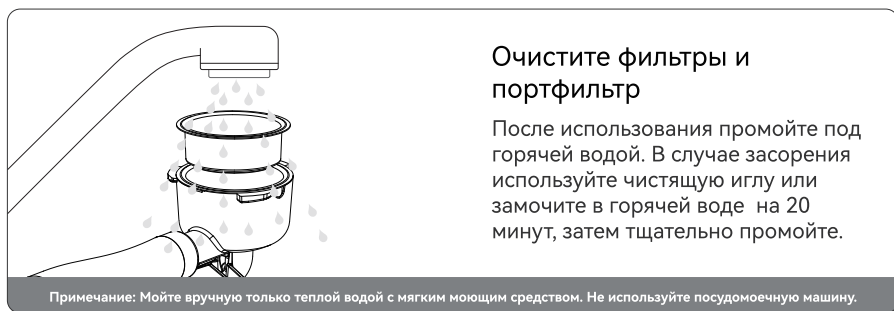 Очистите фильтры и
портфильтр
После использования промойте под
горячей водой. В случае засорения
используйте чистящую иглу или
замочите в горячей воде  на 20
минут, затем тщательно промойте.
Примечание: Мойте вручную только теплой водой с мягким моющим средством. Не используйте посудомоечную машину.